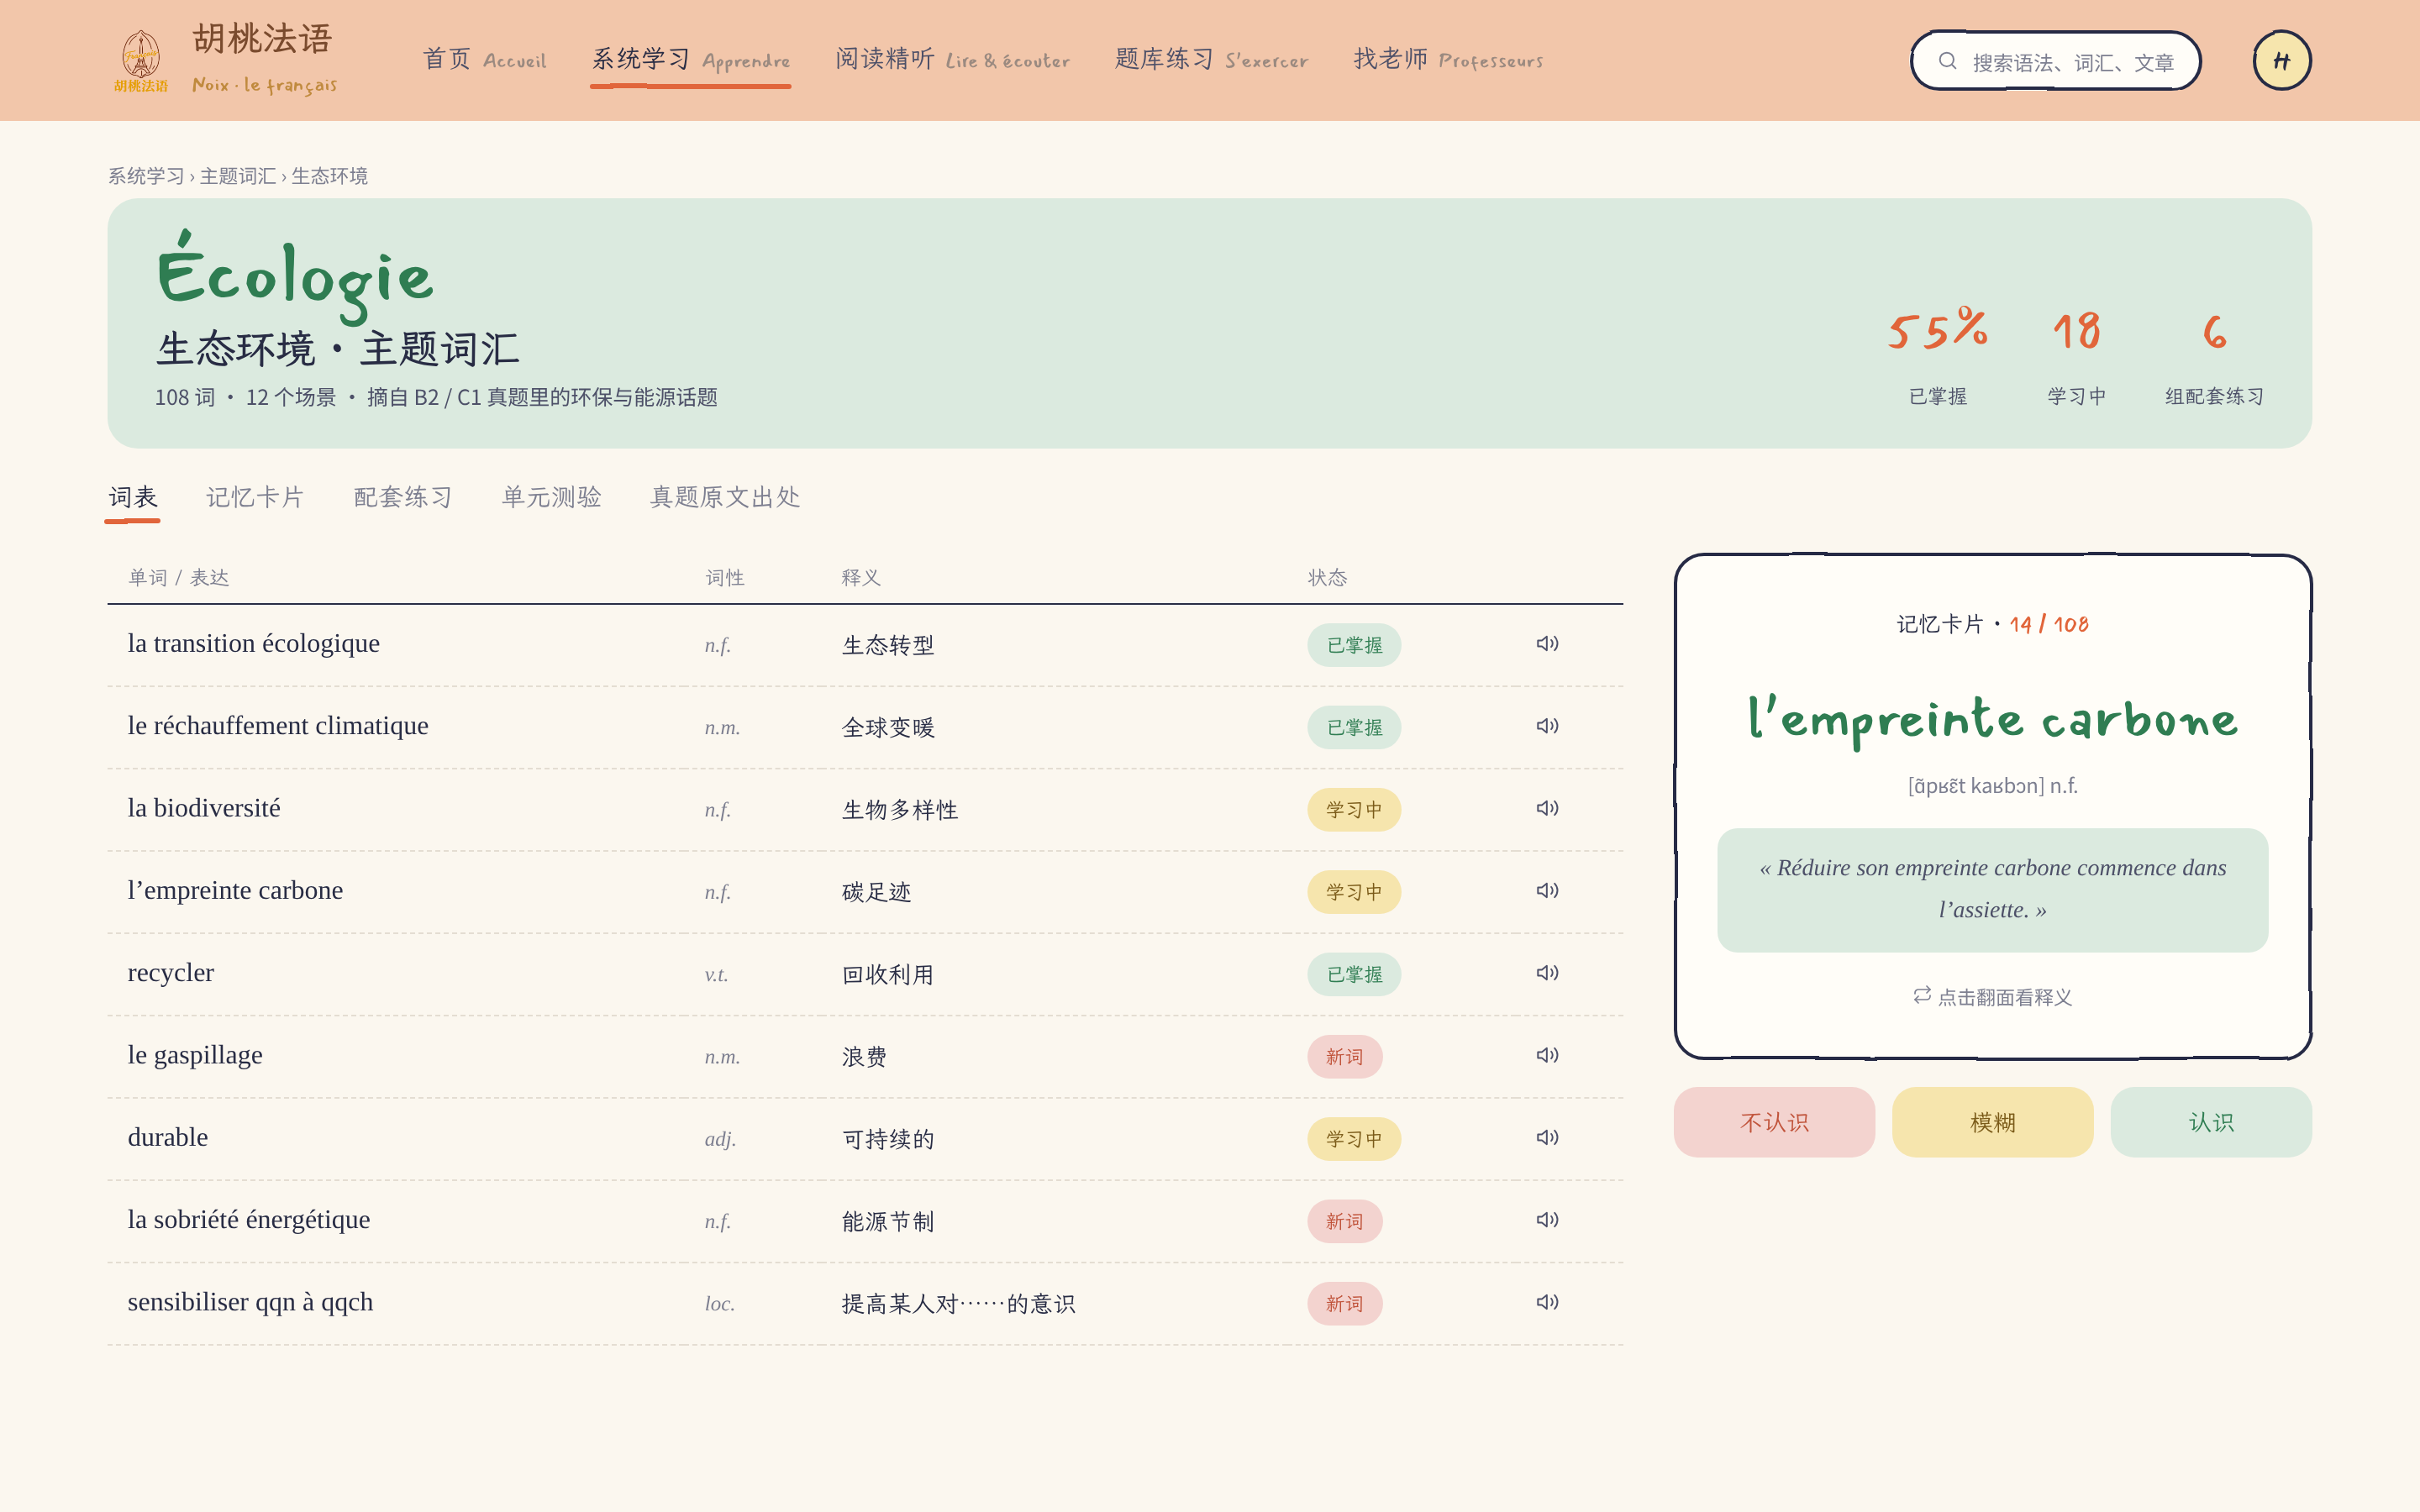 胡桃法语
Français
胡桃法语
Noix · le français
首页 Accueil
系统学习 Apprendre
阅读精听 Lire & écouter
题库练习 S'exercer
找老师 Professeurs
搜索语法、词汇、文章
H
系统学习 › 主题词汇 › 生态环境
Écologie
生态环境・主题词汇
108 词 · 12 个场景 · 摘自 B2 / C1 真题里的环保与能源话题
55% 已掌握
18 学习中
6 组配套练习
词表 记忆卡片 配套练习 单元测验 真题原文出处
单词 / 表达 词性 释义 状态
la transition écologique n.f. 生态转型 已掌握
le réchauffement climatique n.m. 全球变暖 已掌握
la biodiversité n.f. 生物多样性 学习中
l’empreinte carbone n.f. 碳足迹 学习中
recycler v.t. 回收利用 已掌握
le gaspillage n.m. 浪费 新词
durable adj. 可持续的 学习中
la sobriété énergétique n.f. 能源节制 新词
sensibiliser qqn à qqch loc. 提高某人对……的意识 新词
记忆卡片・14 / 108
l’empreinte carbone
[ɑ̃pʁɛ̃t kaʁbɔn] n.f.
« Réduire son empreinte carbone commence dans
l’assiette. »
点击翻面看释义
不认识 模糊 认识